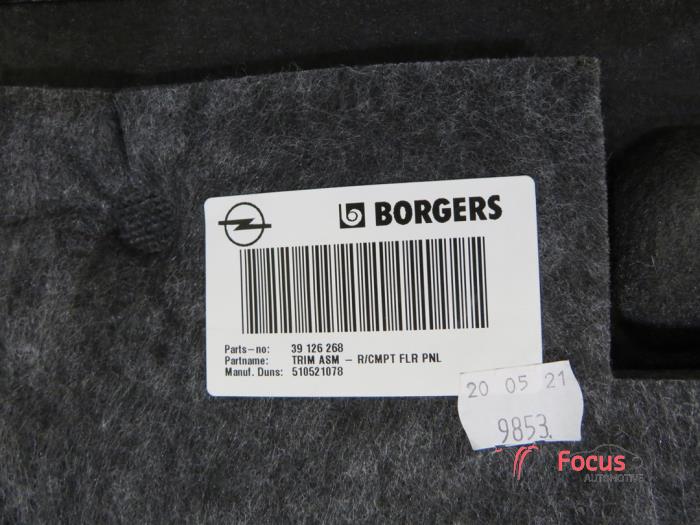 BORGERS
Parts-no: 39 126 268
Partname: TRIM ASM - R/CMPT FLR PNL
Manuf. Duns: 510521078
20 05 21
9853.
Focus
AUTOMOTIVE